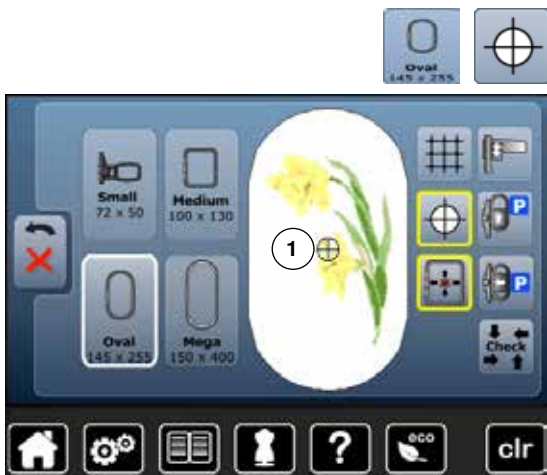 Oval
145 x 255
Small
72 x 50
Medium
100 x 130
P
1
Oval
145 x 255
Mega
150 x 400
P
Check
?
eco
clr